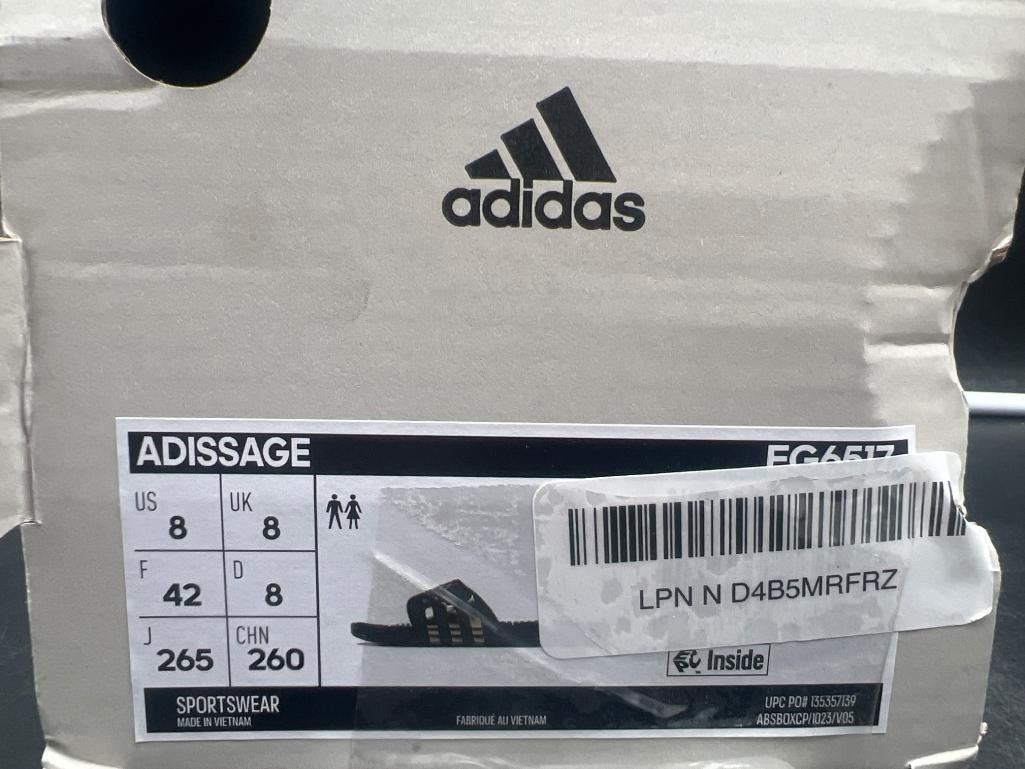 adidas
ADISSAGE EG6517
US 8 UK 8
F 42 D 8
J 265 CHN 260
LPN N D4B5MRFRZ
Inside
SPORTSWEAR
MADE IN VIETNAM
FABRIQUÉ AU VIETNAM
UPC PO# 135357139
ABSBOXCP/1023/V05